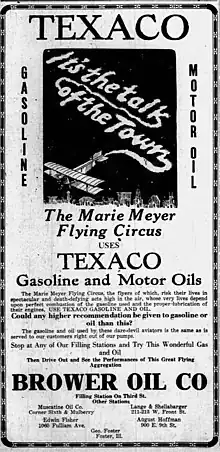 TEXACO
GASOLINE
It's the talk
of the Town
MOTOR OIL
The Marie Meyer
Flying Circus
USES
TEXACO
Gasoline and Motor Oils
The Marie Meyer Flying Circus, the flyers of which, risk their lives in
spectacular and death-defying acts high in the air, whose very lives depend
upon perfect combustion of the gasoline used and the proper lubrication of
their engines, USE TEXACO GASOLINE AND OIL.
Could any higher recommendation be given to gasoline or
oil than this?
The gasoline and oil used by these dare-devil aviators is the same as is
served to our customers right out of our pumps.
Stop at Any of Our Filling Stations and Try This Wonderful Gas
and Oil
Then Drive Out and See the Performances of This Great Flying
Aggregation
BROWER OIL CO
Filling Station On Third St.
Other Stations
Muscatine Oil Co.
Corner Sixth & Mulberry
Lange & Shellabarger
211-213 W. Front St.
Edwin Fisher
1060 Fulliam Ave.
August Hoffman
900 E. 9th St.
Geo. Foster
Foster, Ill.